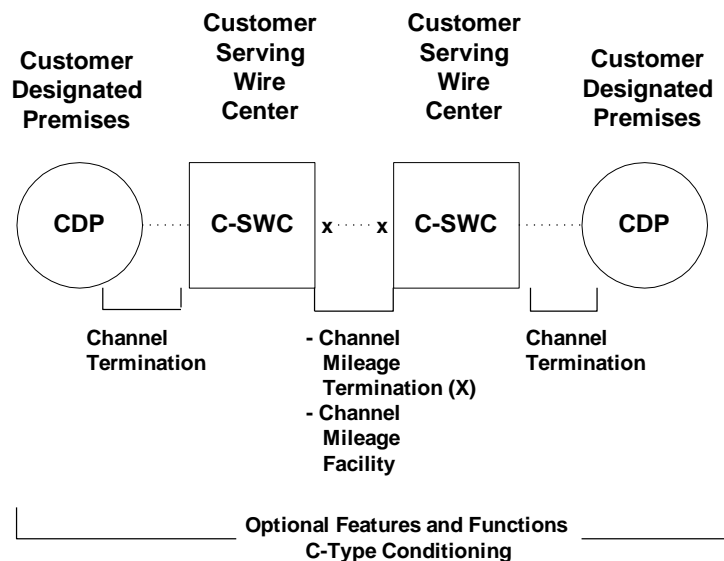 Customer
Designated
Premises
Customer
Serving
Wire
Center
Customer
Serving
Wire
Center
Customer
Designated
Premises
CDP
C-SWC
x
x
C-SWC
CDP
Channel
Termination
- Channel
Mileage
Termination (X)
- Channel
Mileage
Facility
Channel
Termination
Optional Features and Functions
C-Type Conditioning